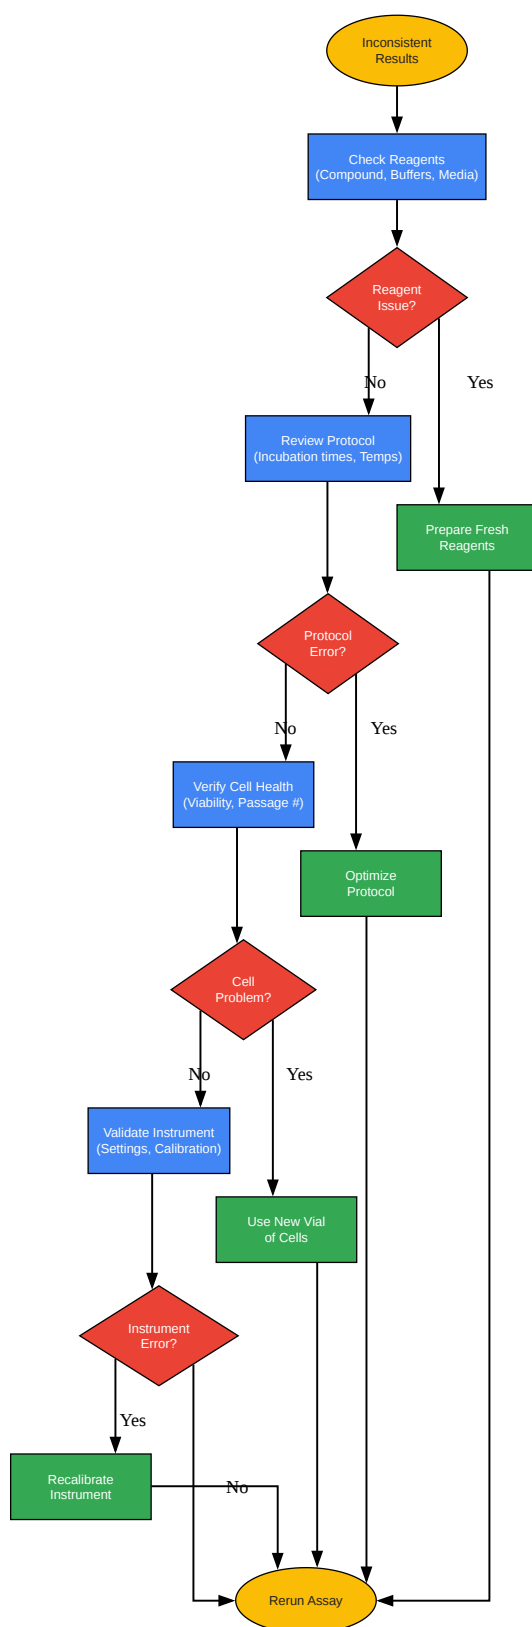 Inconsistent
Results
Check Reagents
(Compound, Buffers, Media)
Reagent
Issue?
No
Yes
Review Protocol
(Incubation times, Temps)
Prepare Fresh
Reagents
Protocol
Error?
No
Yes
Verify Cell Health
(Viability, Passage #)
Optimize
Protocol
Cell
Problem?
No
Yes
Validate Instrument
(Settings, Calibration)
Use New Vial
of Cells
Instrument
Error?
Yes
Recalibrate
Instrument
No
Rerun Assay